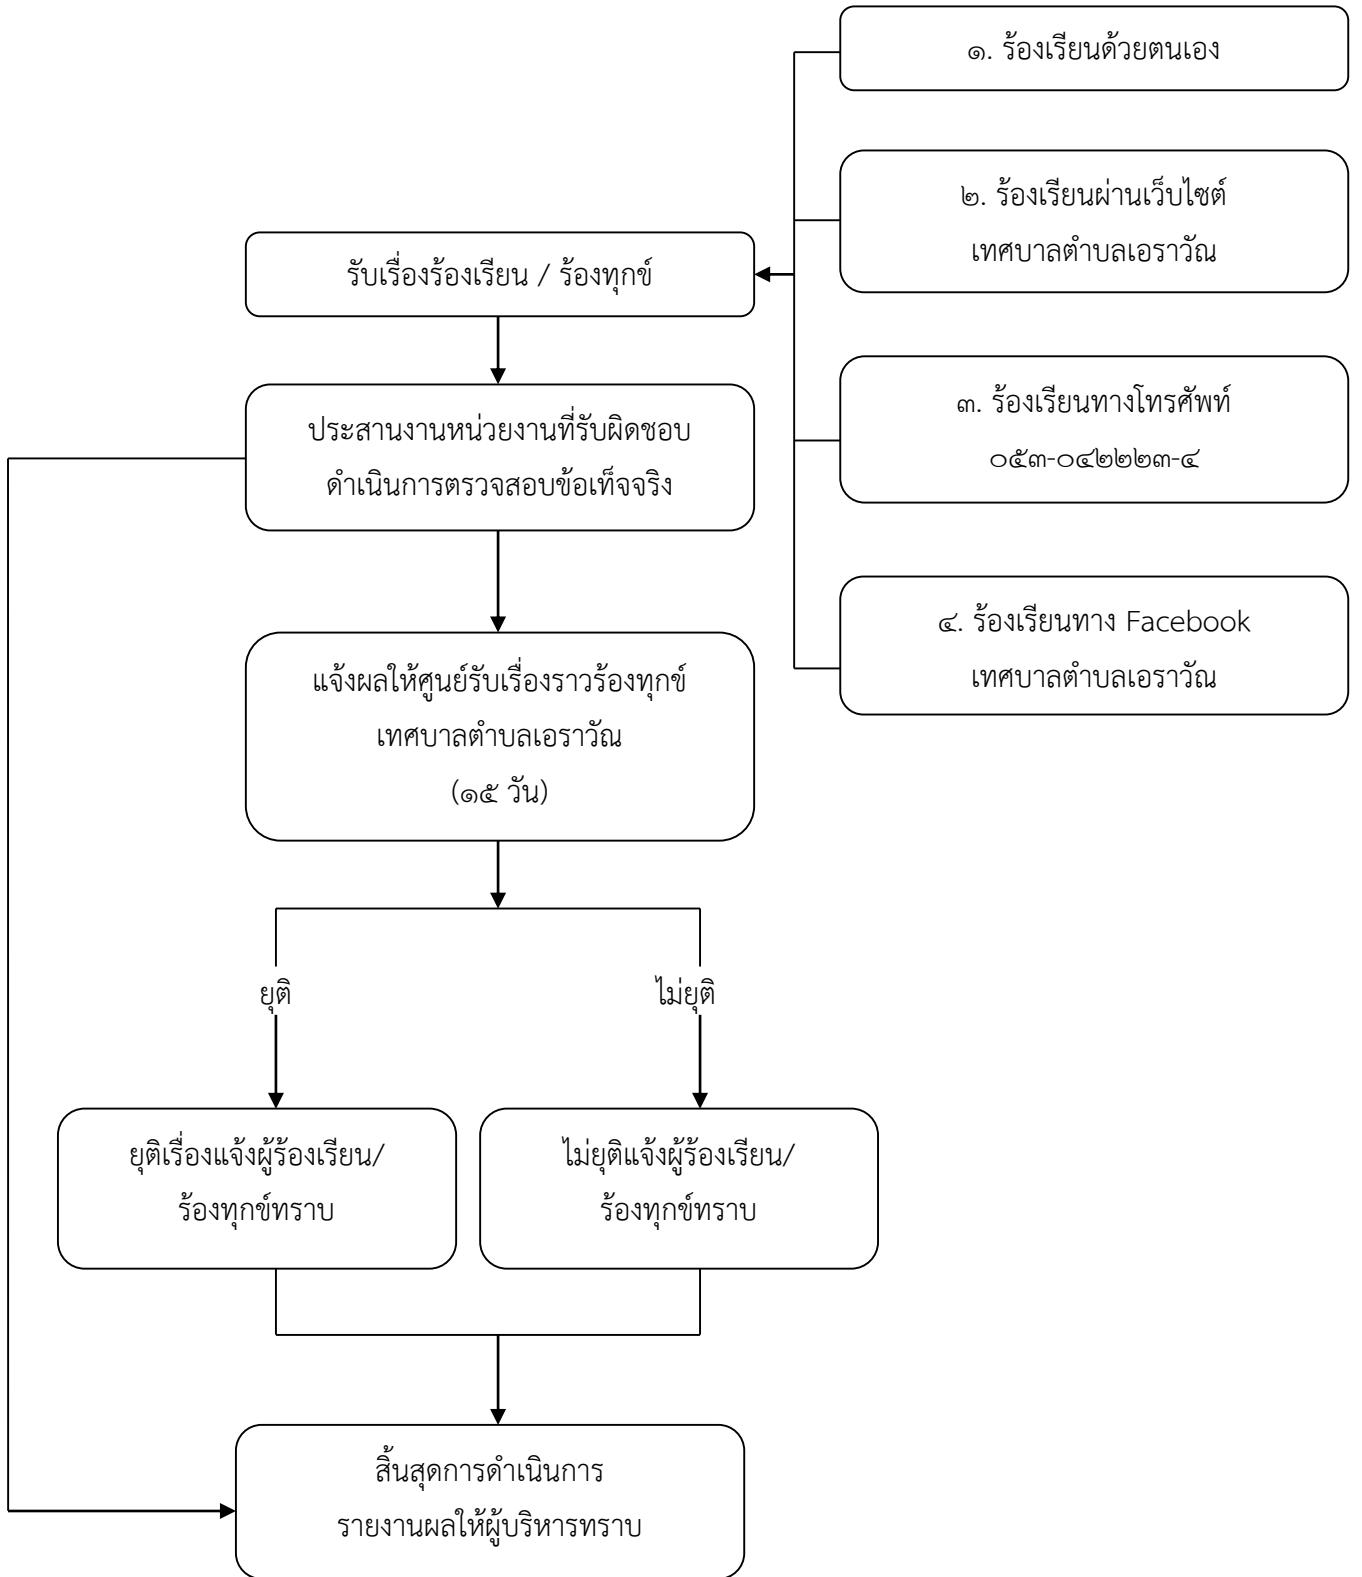 ๑. ร้องเรียนด้วยตนเอง
๒. ร้องเรียนผ่านเว็บไซต์
เทศบาลตำบลเอราวัณ
รับเรื่องร้องเรียน / ร้องทุกข์
๓. ร้องเรียนทางโทรศัพท์
๐๕๓-๐๔๒๒๒๓-๔
ประสานงานหน่วยงานที่รับผิดชอบ
ดำเนินการตรวจสอบข้อเท็จจริง
๔. ร้องเรียนทาง Facebook
เทศบาลตำบลเอราวัณ
แจ้งผลให้ศูนย์รับเรื่องราวร้องทุกข์
เทศบาลตำบลเอราวัณ
(๑๕ วัน)
ยุติ
ไม่ยุติ
ยุติเรื่องแจ้งผู้ร้องเรียน/
ร้องทุกข์ทราบ
ไม่ยุติแจ้งผู้ร้องเรียน/
ร้องทุกข์ทราบ
สิ้นสุดการดำเนินการ
รายงานผลให้ผู้บริหารทราบ